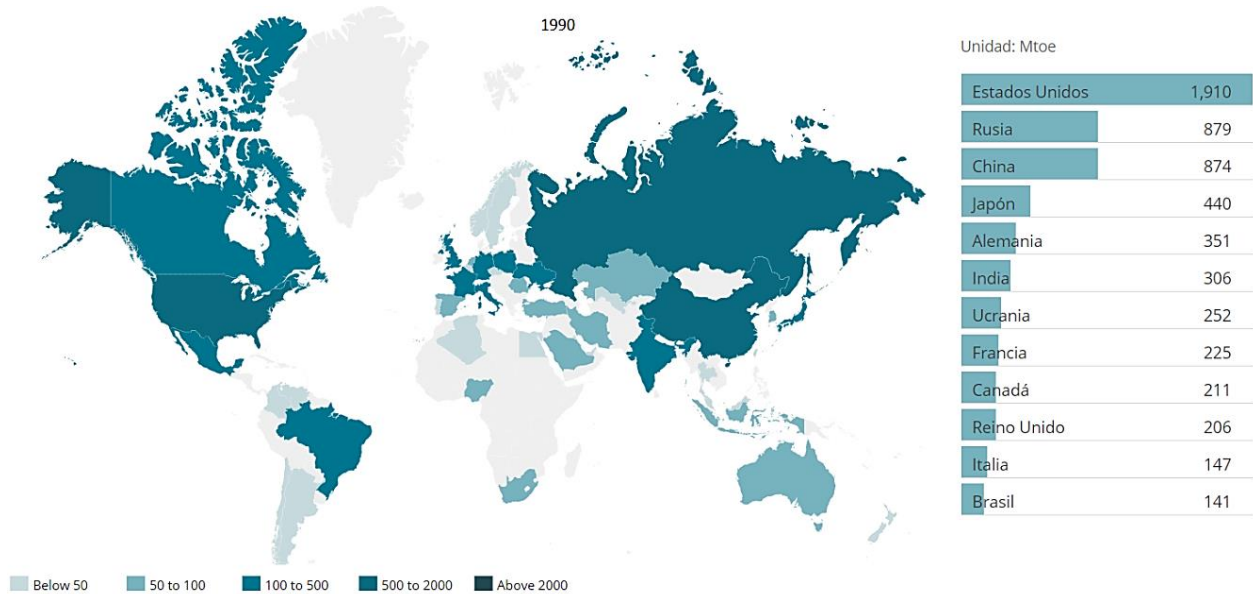 1990
Unidad: Mtoe
Estados Unidos 1,910
Rusia 879
China 874
Japón 440
Alemania 351
India 306
Ucrania 252
Francia 225
Canadá 211
Reino Unido 206
Italia 147
Brasil 141
Below 50 50 to 100 100 to 500 500 to 2000 Above 2000